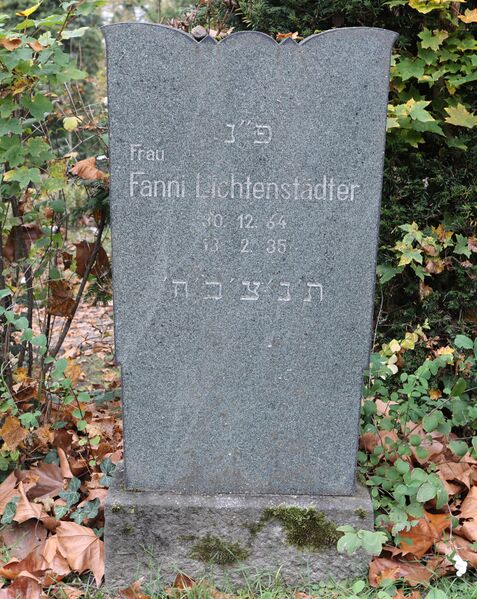 פ״נ
Frau
Fanni Lichtenstädter
30. 12. 64
13. 2. 35
ת׳נ׳צ׳ב׳ה׳